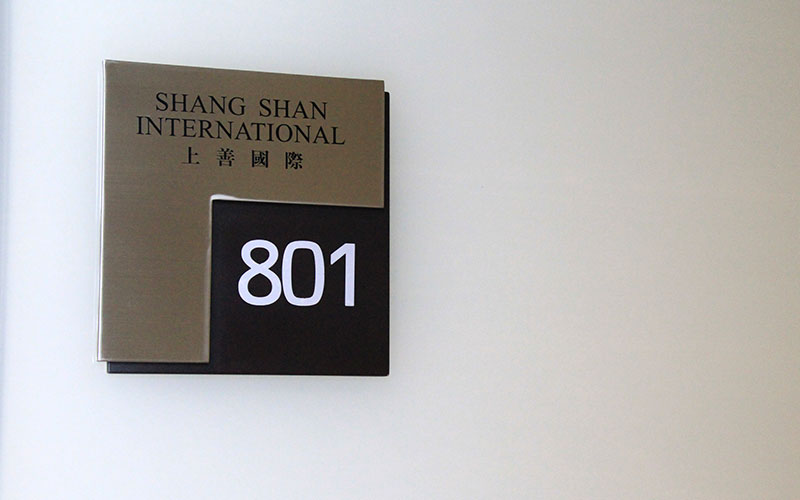 SHANG SHAN
INTERNATIONAL
上善國際
801